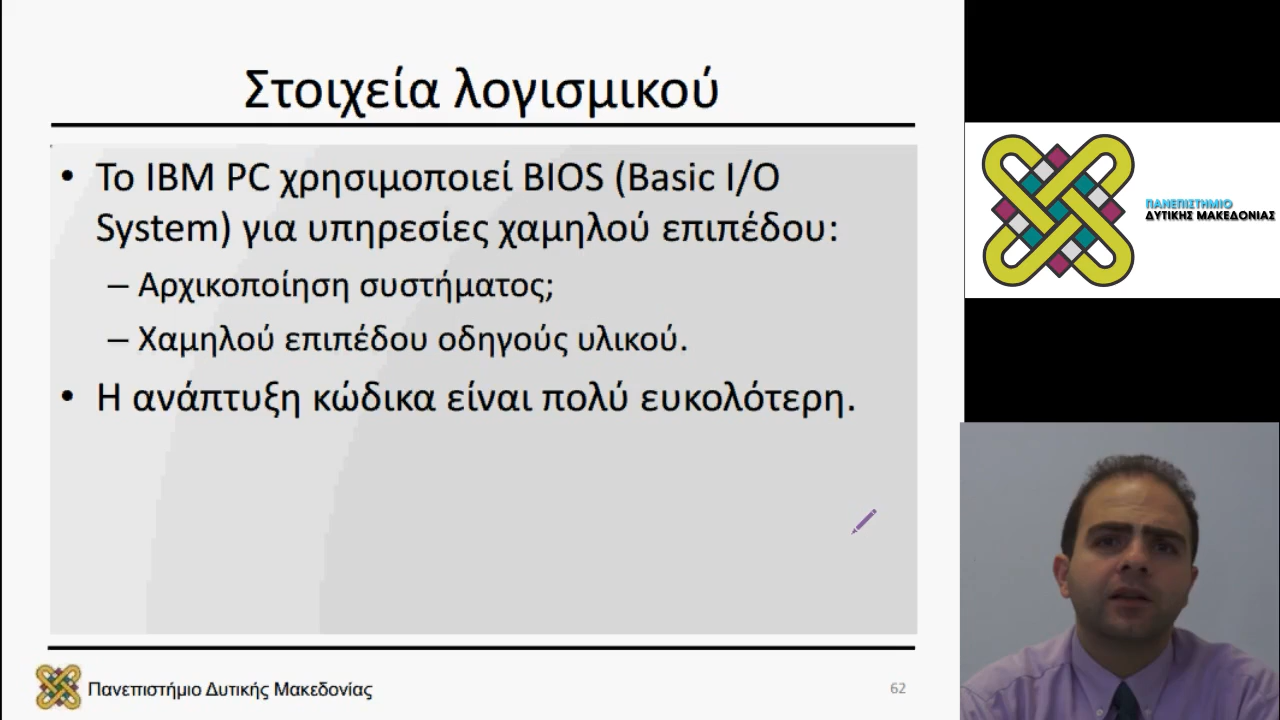 Στοιχεία λογισμικού
• Το IBM PC χρησιμοποιεί BIOS (Basic I/O
System) για υπηρεσίες χαμηλού επιπέδου:
– Αρχικοποίηση συστήματος;
– Χαμηλού επιπέδου οδηγούς υλικού.
• Η ανάπτυξη κώδικα είναι πολύ ευκολότερη.
Πανεπιστήμιο Δυτικής Μακεδονίας
62
ΠΑΝΕΠΙΣΤΗΜΙΟ
ΔΥΤΙΚΗΣ ΜΑΚΕΔΟΝΙΑΣ